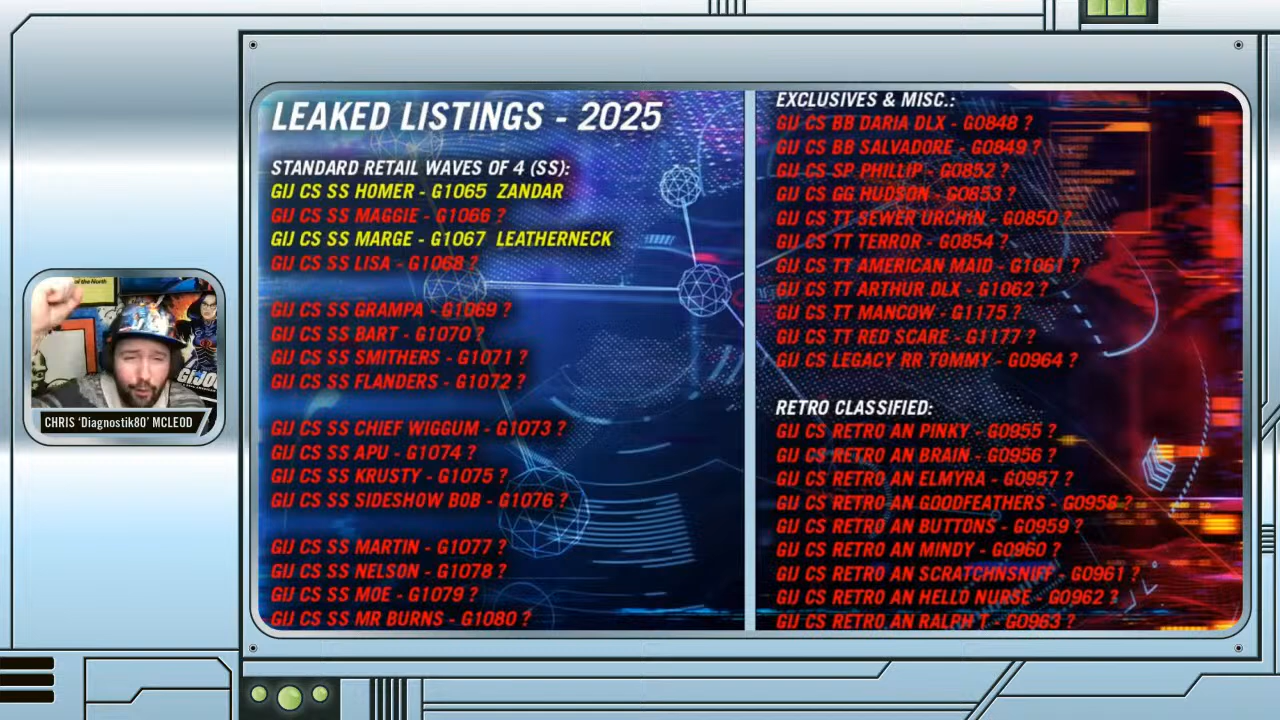 LEAKED LISTINGS - 2025
STANDARD RETAIL WAVES OF 4 (SS):
GIJ CS SS HOMER - G1065 ZANDAR
GIJ CS SS MAGGIE - G1066 ?
GIJ CS SS MARGE - G1067 LEATHERNECK
GIJ CS SS LISA - G1068 ?
GIJ CS SS GRAMPA - G1069 ?
GIJ CS SS BART - G1070 ?
GIJ CS SS SMITHERS - G1071 ?
GIJ CS SS FLANDERS - G1072 ?
GIJ CS SS CHIEF WIGGUM - G1073 ?
GIJ CS SS APU - G1074 ?
GIJ CS SS KRUSTY - G1075 ?
GIJ CS SS SIDESHOW BOB - G1076 ?
GIJ CS SS MARTIN - G1077 ?
GIJ CS SS NELSON - G1078 ?
GIJ CS SS MOE - G1079 ?
GIJ CS SS MR BURNS - G1080 ?
EXCLUSIVES & MISC.:
GIJ CS BB DARIA DLX - G0848 ?
GIJ CS BB SALVADORE - G0849 ?
GIJ CS SP PHILLIP - G0852 ?
GIJ CS GG HUDSON - G0853 ?
GIJ CS TT SEWER URCHIN - G0850 ?
GIJ CS TT TERROR - G0854 ?
GIJ CS TT AMERICAN MAID - G1061 ?
GIJ CS TT ARTHUR DLX - G1062 ?
GIJ CS TT MANCOW - G1175 ?
GIJ CS TT RED SCARE - G1177 ?
GIJ CS LEGACY RR TOMMY - G0964 ?
RETRO CLASSIFIED:
GIJ CS RETRO AN PINKY - G0955 ?
GIJ CS RETRO AN BRAIN - G0956 ?
GIJ CS RETRO AN ELMYRA - G0957 ?
GIJ CS RETRO AN GOODFEATHERS - G0958 ?
GIJ CS RETRO AN BUTTONS - G0959 ?
GIJ CS RETRO AN MINDY - G0960 ?
GIJ CS RETRO AN SCRATCHNSNIFF - G0961 ?
GIJ CS RETRO AN HELLO NURSE - G0962 ?
GIJ CS RETRO AN RALPH T - G0963 ?
of the North
GI JOE
CHRIS 'Diagnostik80' MCLEOD